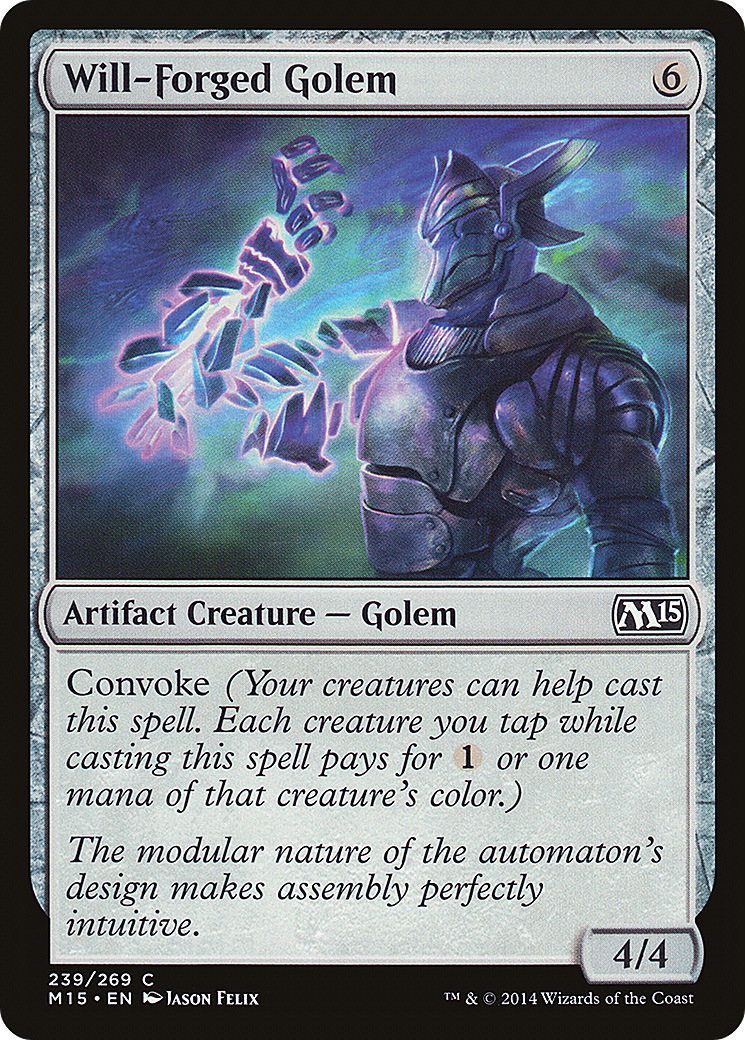 Will-Forged Golem 6
Artifact Creature — Golem M15
Convoke (Your creatures can help cast
this spell. Each creature you tap while
casting this spell pays for 1 or one
mana of that creature's color.)
The modular nature of the automaton's
design makes assembly perfectly
intuitive.
4/4
239/269 C
M15 • EN Jason Felix
™ & © 2014 Wizards of the Coast